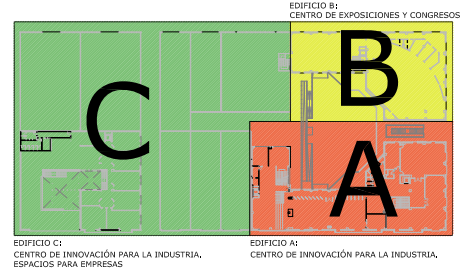 EDIFICIO B:
CENTRO DE EXPOSICIONES Y CONGRESOS
B
C
A
EDIFICIO C:
CENTRO DE INNOVACIÓN PARA LA INDUSTRIA.
ESPACIOS PARA EMPRESAS
EDIFICIO A:
CENTRO DE INNOVACIÓN PARA LA INDUSTRIA.